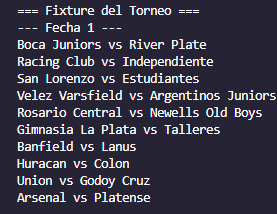 === Fixture del Torneo ===
--- Fecha 1 ---
Boca Juniors vs River Plate
Racing Club vs Independiente
San Lorenzo vs Estudiantes
Velez Varsfield vs Argentinos Juniors
Rosario Central vs Newells Old Boys
Gimnasia La Plata vs Talleres
Banfield vs Lanus
Huracan vs Colon
Union vs Godoy Cruz
Arsenal vs Platense